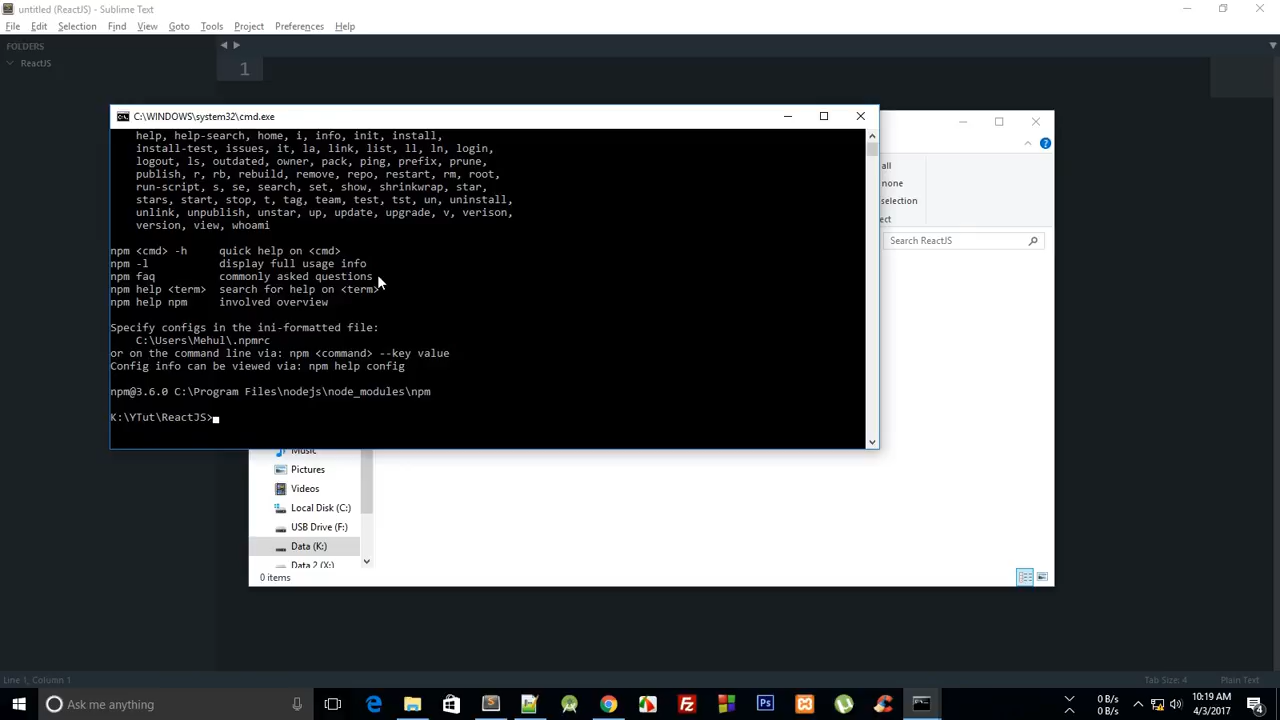 untitled (ReactJS) - Sublime Text
File Edit Selection Find View Goto Tools Project Preferences Help
FOLDERS
ReactJS
1
C:\WINDOWS\system32\cmd.exe
help, help-search, home, i, info, init, install,
install-test, issues, it, la, link, list, ll, ln, login,
logout, ls, outdated, owner, pack, ping, prefix, prune,
publish, r, rb, rebuild, remove, repo, restart, rm, root,
run-script, s, se, search, set, show, shrinkwrap, star,
stars, start, stop, t, tag, team, test, tst, un, uninstall,
unlink, unpublish, unstar, up, update, upgrade, v, verison,
version, view, whoami
npm <cmd> -h quick help on <cmd>
npm -l display full usage info
npm faq commonly asked questions
npm help <term> search for help on <term>
npm help npm involved overview
Specify configs in the ini-formatted file:
C:\Users\Mehul\.npmrc
or on the command line via: npm <command> --key value
Config info can be viewed via: npm help config
npm@3.6.0 C:\Program Files\nodejs\node_modules\npm
K:\YTut\ReactJS>
all
none
selection
ect
Search ReactJS
Music
Pictures
Videos
Local Disk (C:)
USB Drive (F:)
Data (K:)
Data 2 (X:)
0 items
Line 1, Column 1
Tab Size: 4
Plain Text
Ask me anything
0 B/s
0 B/s
10:19 AM
4/3/2017
4